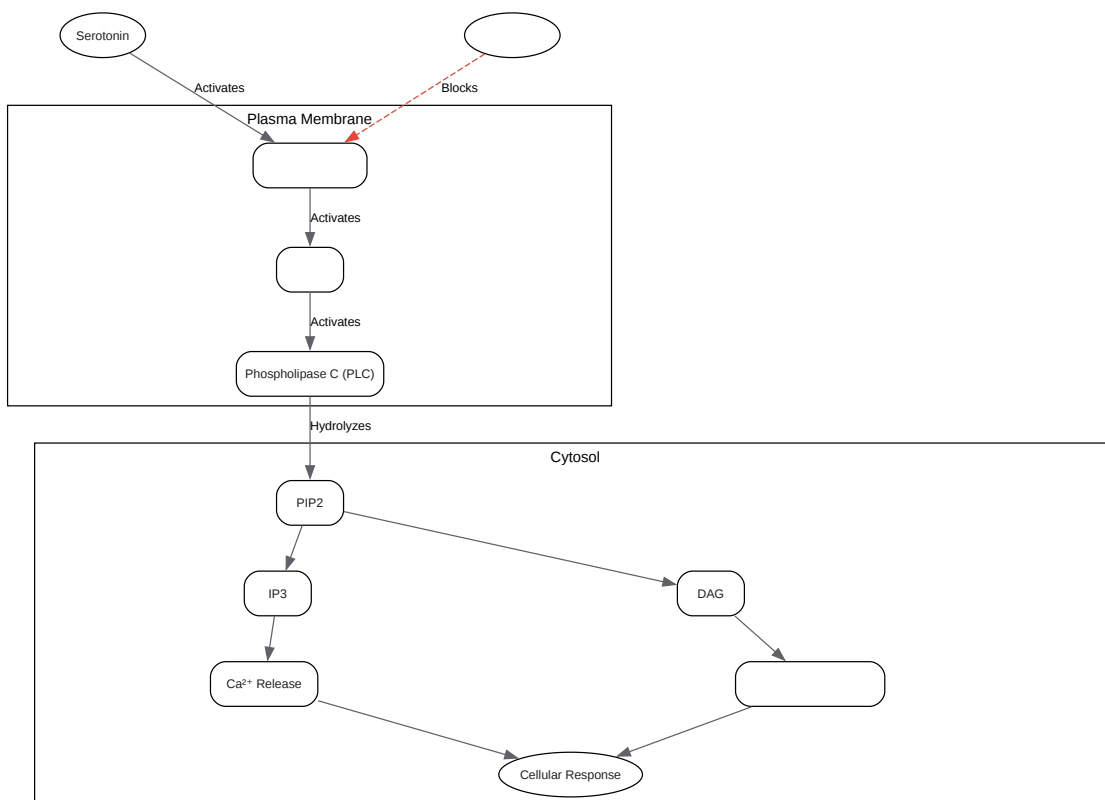 Serotonin
Activates
Blocks
Plasma Membrane
Activates
Activates
Phospholipase C (PLC)
Hydrolyzes
Cytosol
PIP2
IP3
DAG
Ca²⁺ Release
Cellular Response